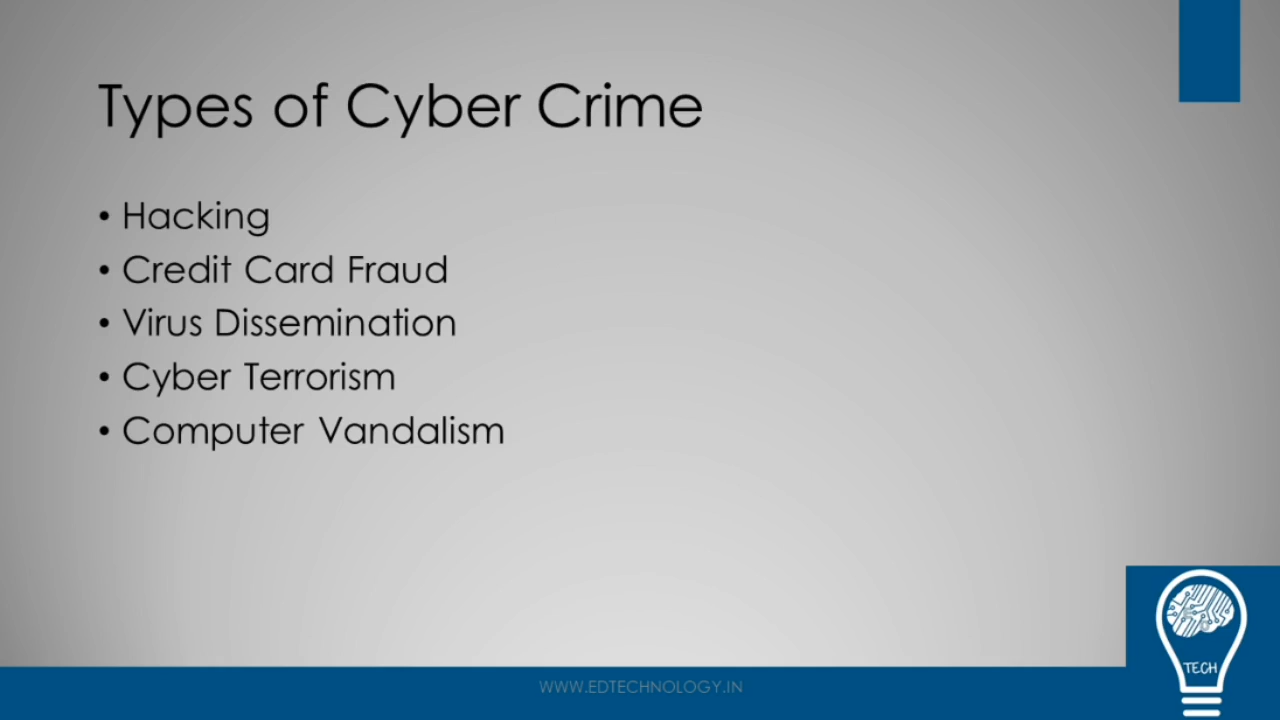 Types of Cyber Crime
• Hacking
• Credit Card Fraud
• Virus Dissemination
• Cyber Terrorism
• Computer Vandalism
TECH
WWW.EDTECHNOLOGY.IN